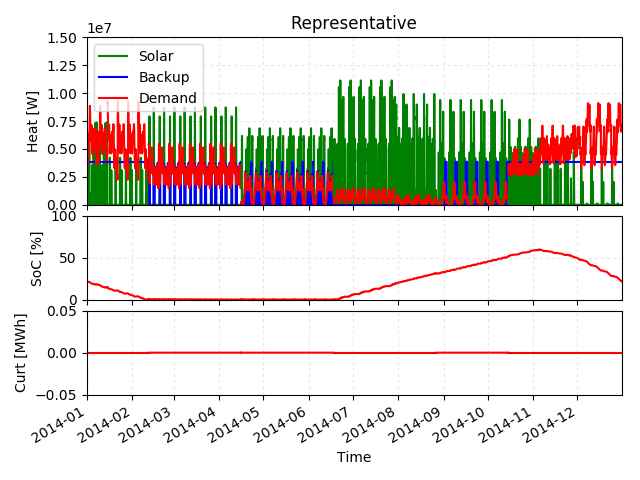 Representative
1e7
1.50
1.25
1.00
0.75
0.50
0.25
0.00
Heat [W]
Solar
Backup
Demand
100
50
0
SoC [%]
0.05
0.00
−0.05
Curt [MWh]
2014-01
2014-02
2014-03
2014-04
2014-05
2014-06
2014-07
2014-08
2014-09
2014-10
2014-11
2014-12
Time